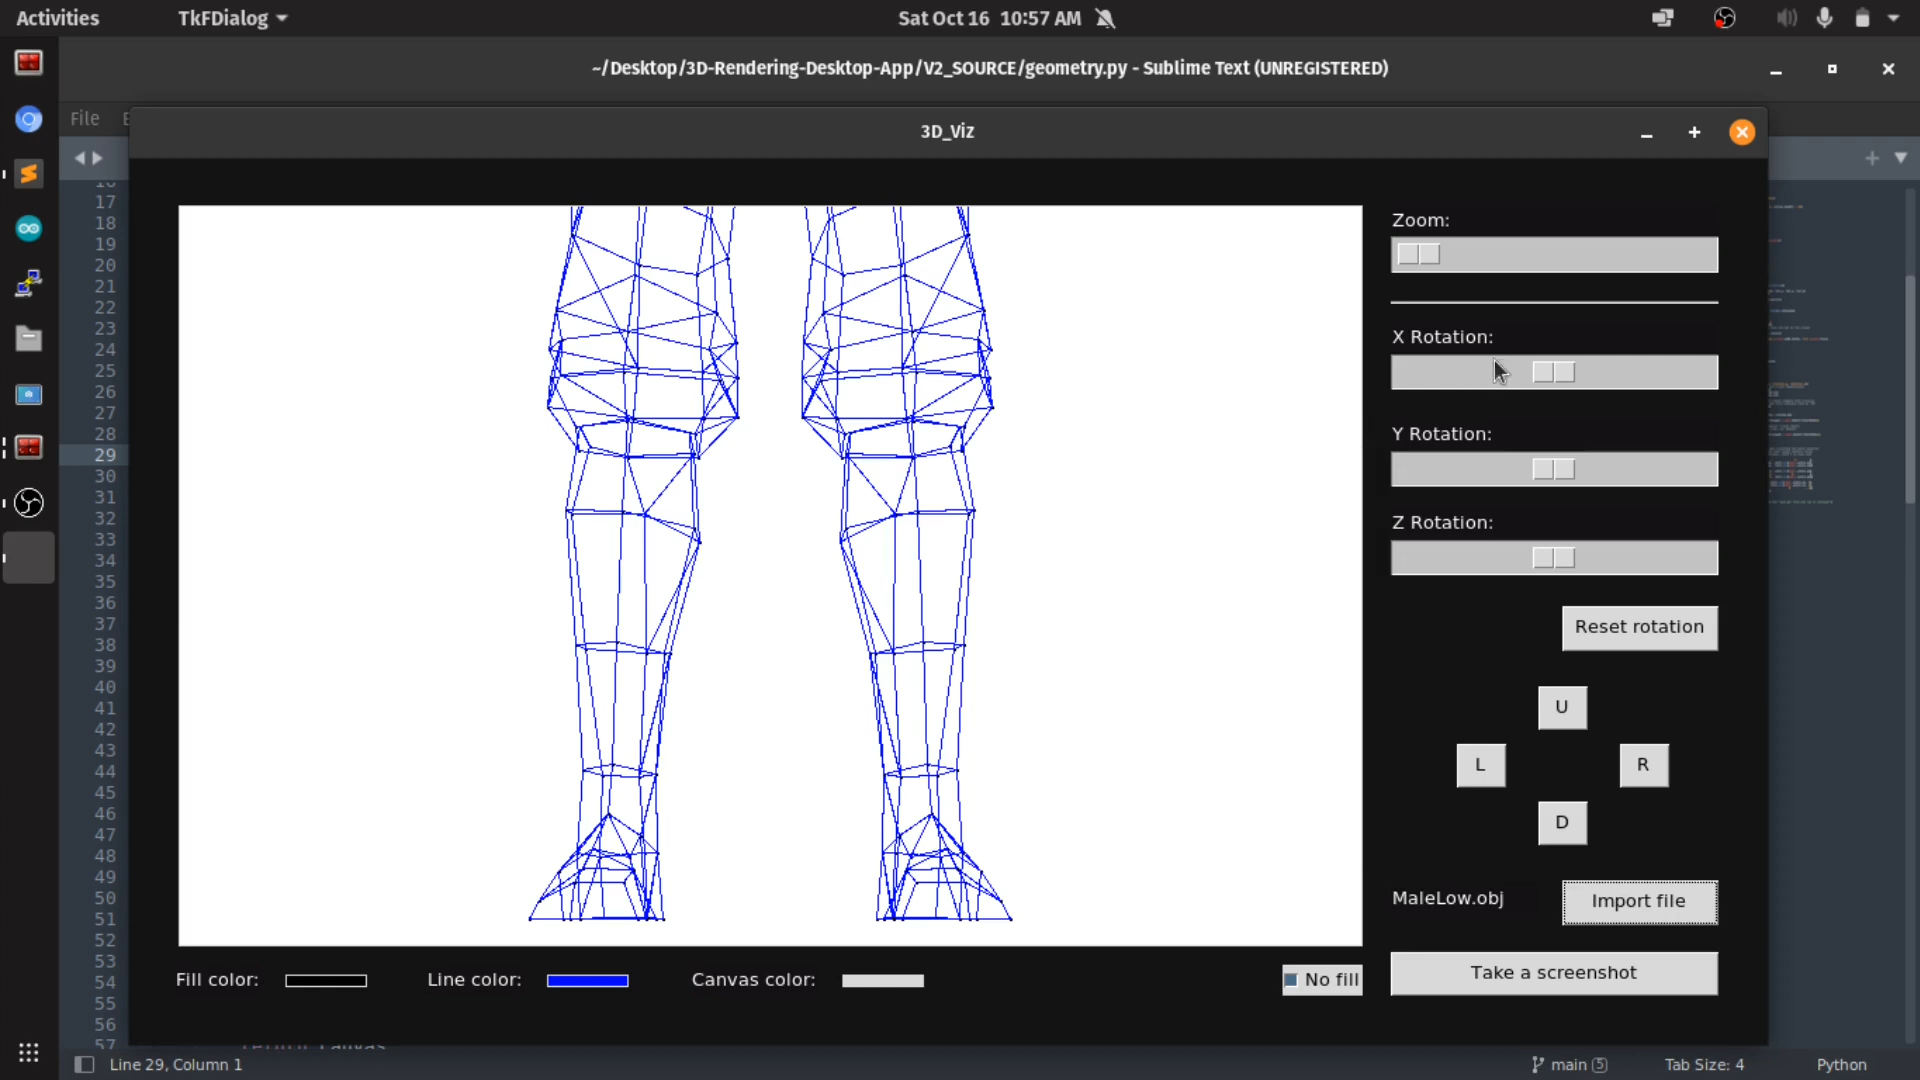 Activities
TkFDialog
Sat Oct 16 10:57 AM
~/Desktop/3D-Rendering-Desktop-App/V2_SOURCE/geometry.py - Sublime Text (UNREGISTERED)
File
3D_Viz
17
18
19
20
21
22
23
24
25
26
27
28
29
30
31
32
33
34
35
36
37
38
39
40
41
42
43
44
45
46
47
48
49
50
51
52
53
54
55
56
57
Zoom:
X Rotation:
Y Rotation:
Z Rotation:
Reset rotation
U
L R
D
MaleLow.obj Import file
Take a screenshot
Fill color: Line color: Canvas color: No fill
Line 29, Column 1 main 5 Tab Size: 4 Python